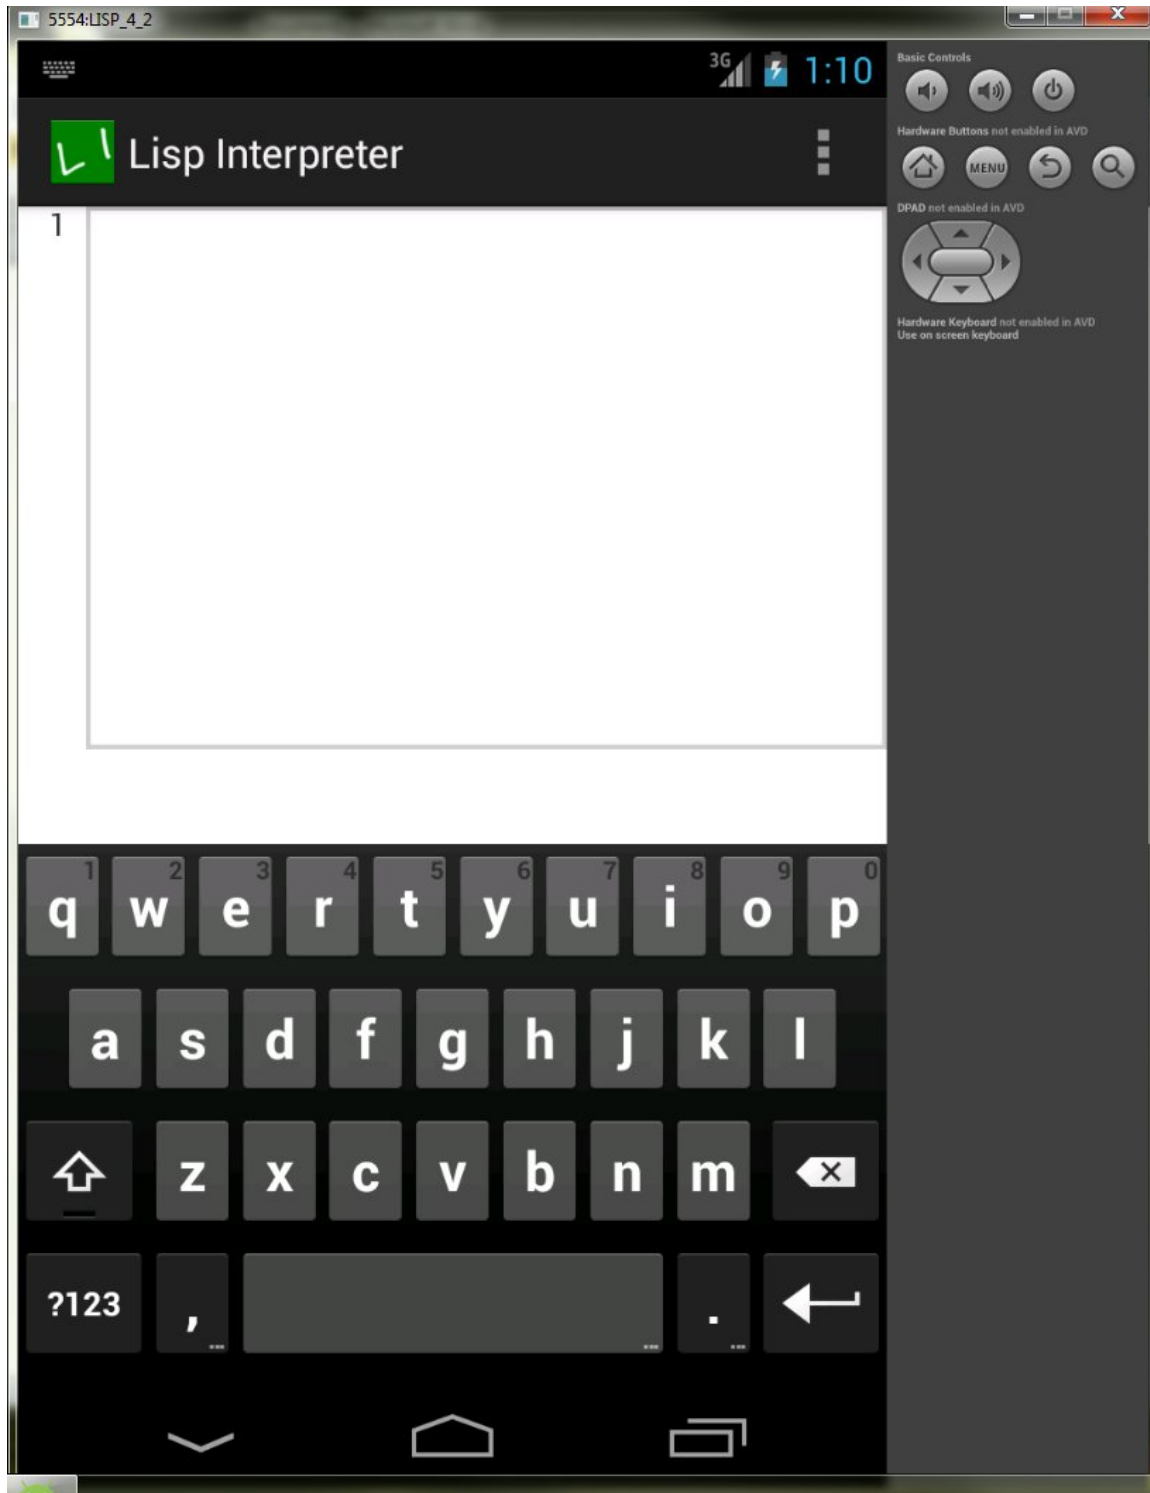 5554:LISP_4_2
3G 1:10
Basic Controls
Hardware Buttons not enabled in AVD
MENU
DPAD not enabled in AVD
Hardware Keyboard not enabled in AVD
Use on screen keyboard
LI Lisp Interpreter
1
1 2 3 4 5 6 7 8 9 0
q w e r t y u i o p
a s d f g h j k l
z x c v b n m
?123 , .